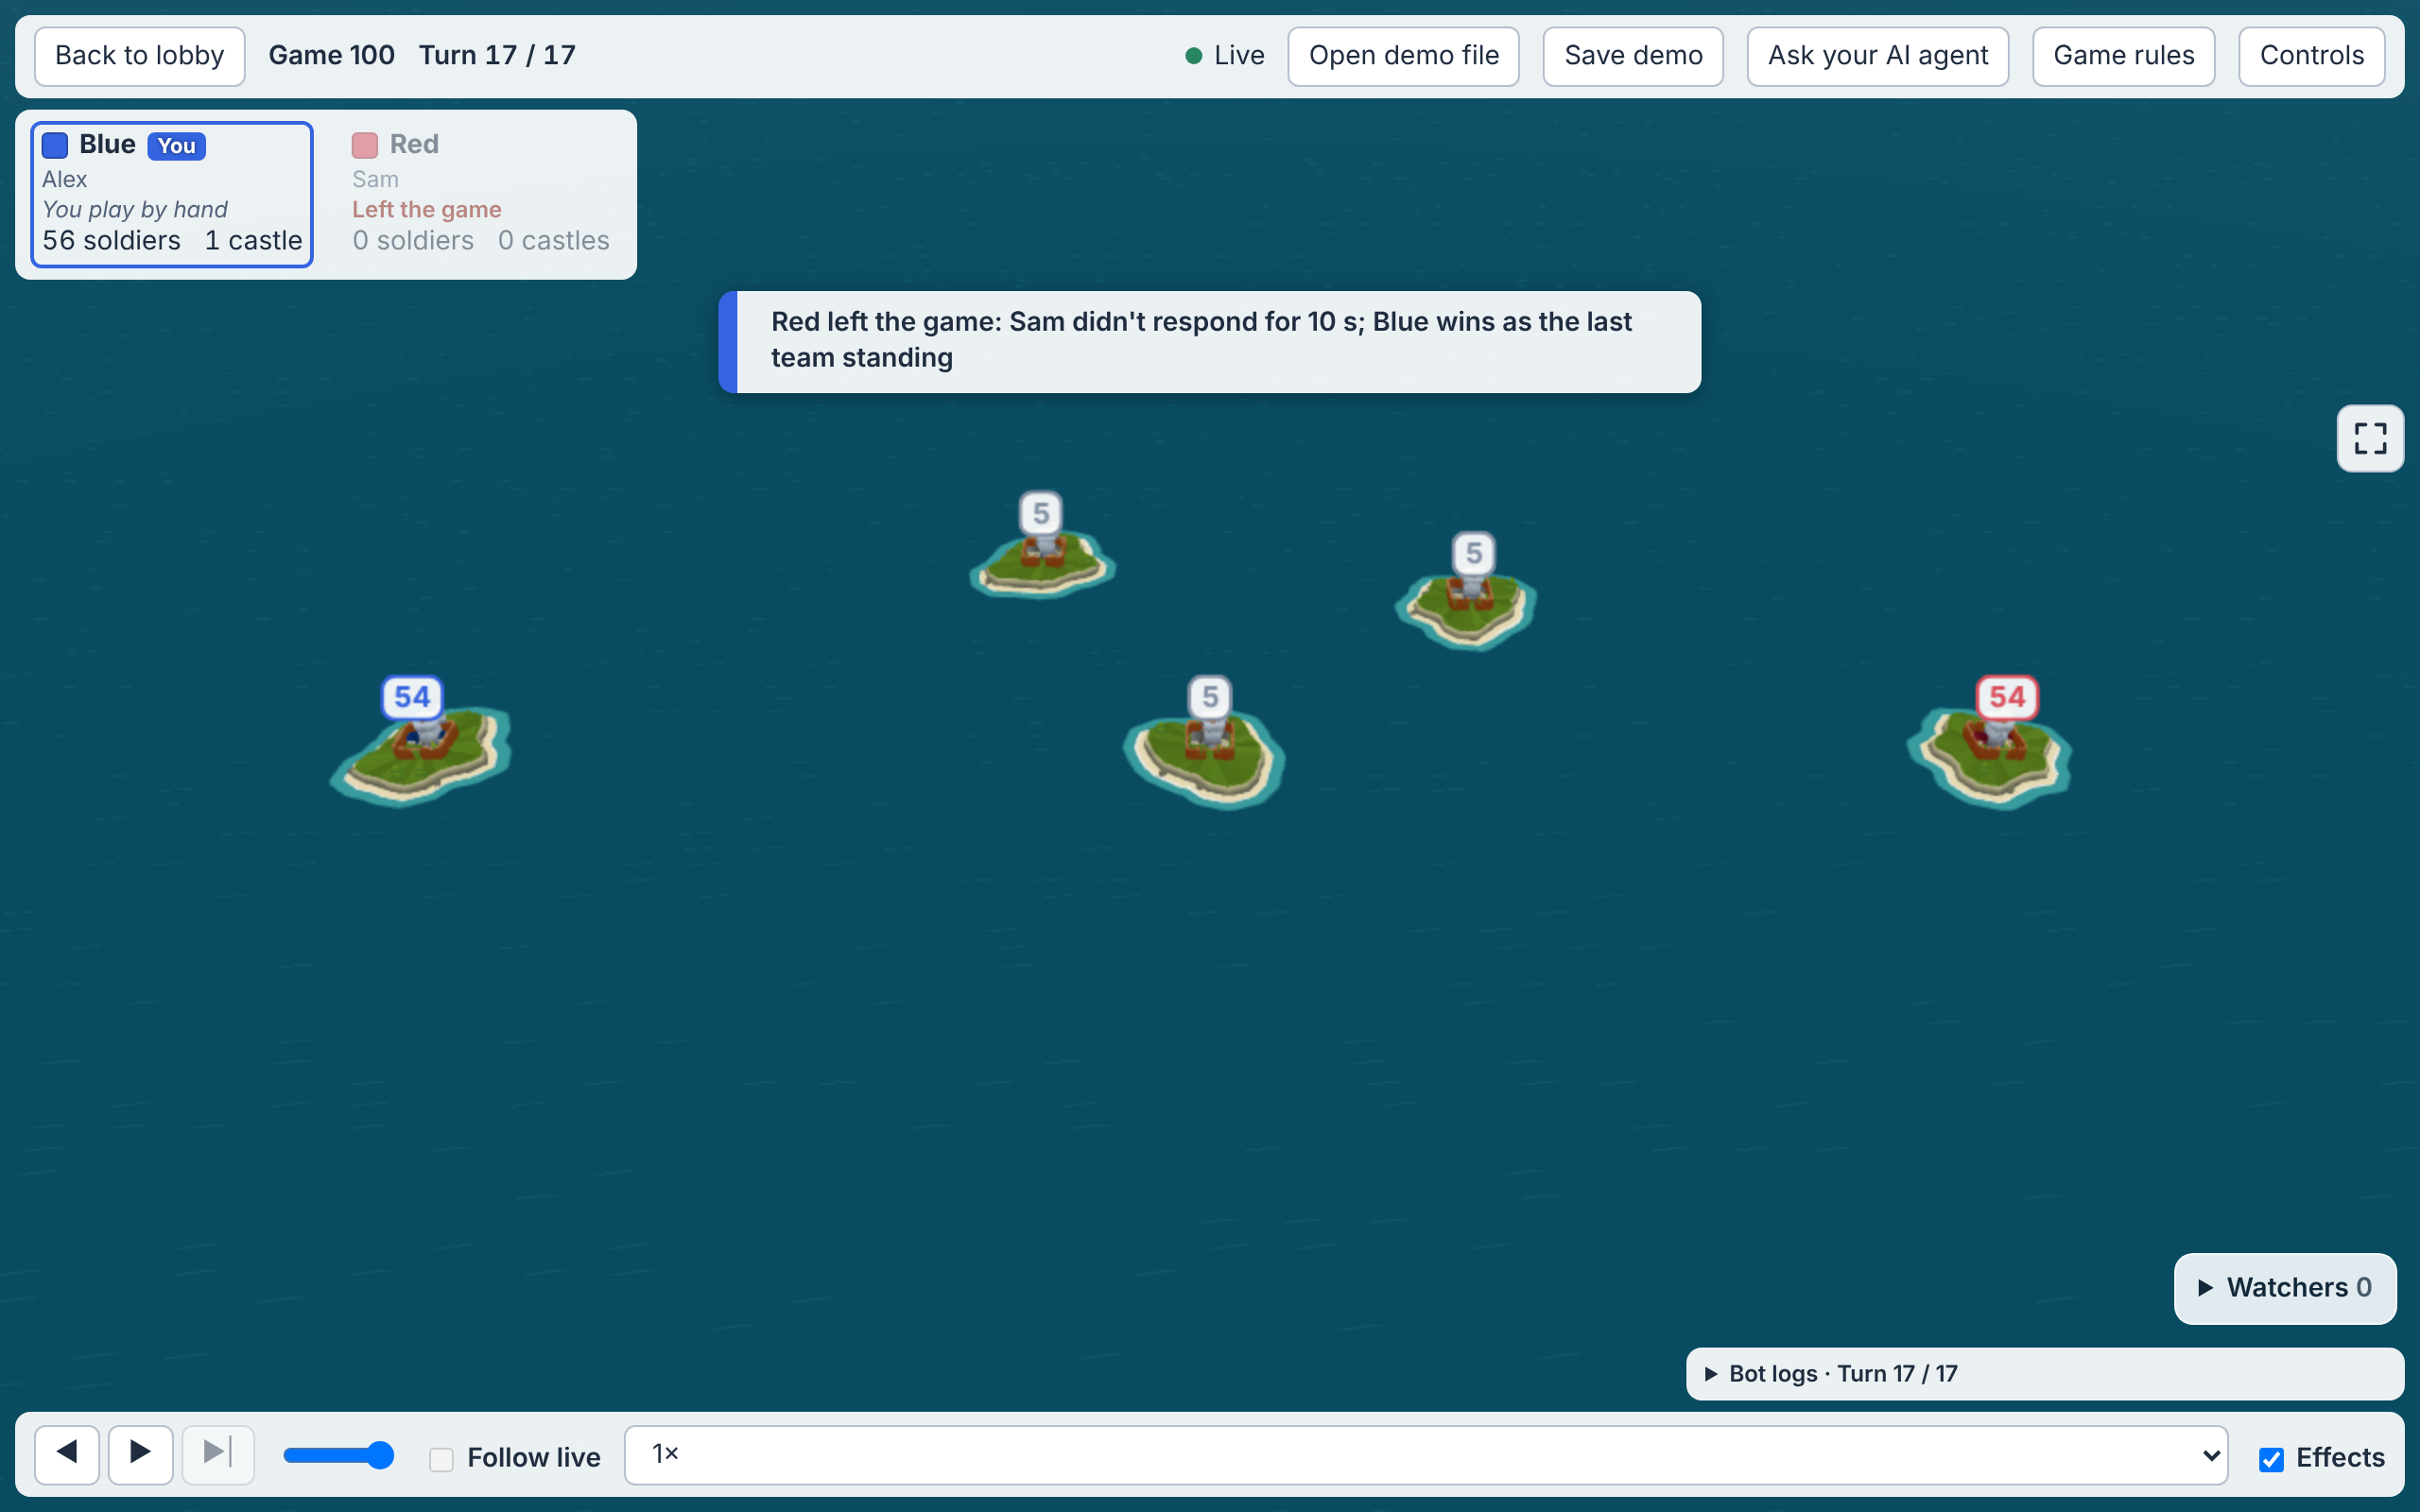 Back to lobby Game 100 Turn 17 / 17 Live Open demo file Save demo Ask your AI agent Game rules Controls
Blue You
Alex
You play by hand
56 soldiers 1 castle
Red
Sam
Left the game
0 soldiers 0 castles
Red left the game: Sam didn't respond for 10 s; Blue wins as the last
team standing
5
5
54
5
54
Watchers 0
Bot logs · Turn 17 / 17
Follow live 1× Effects